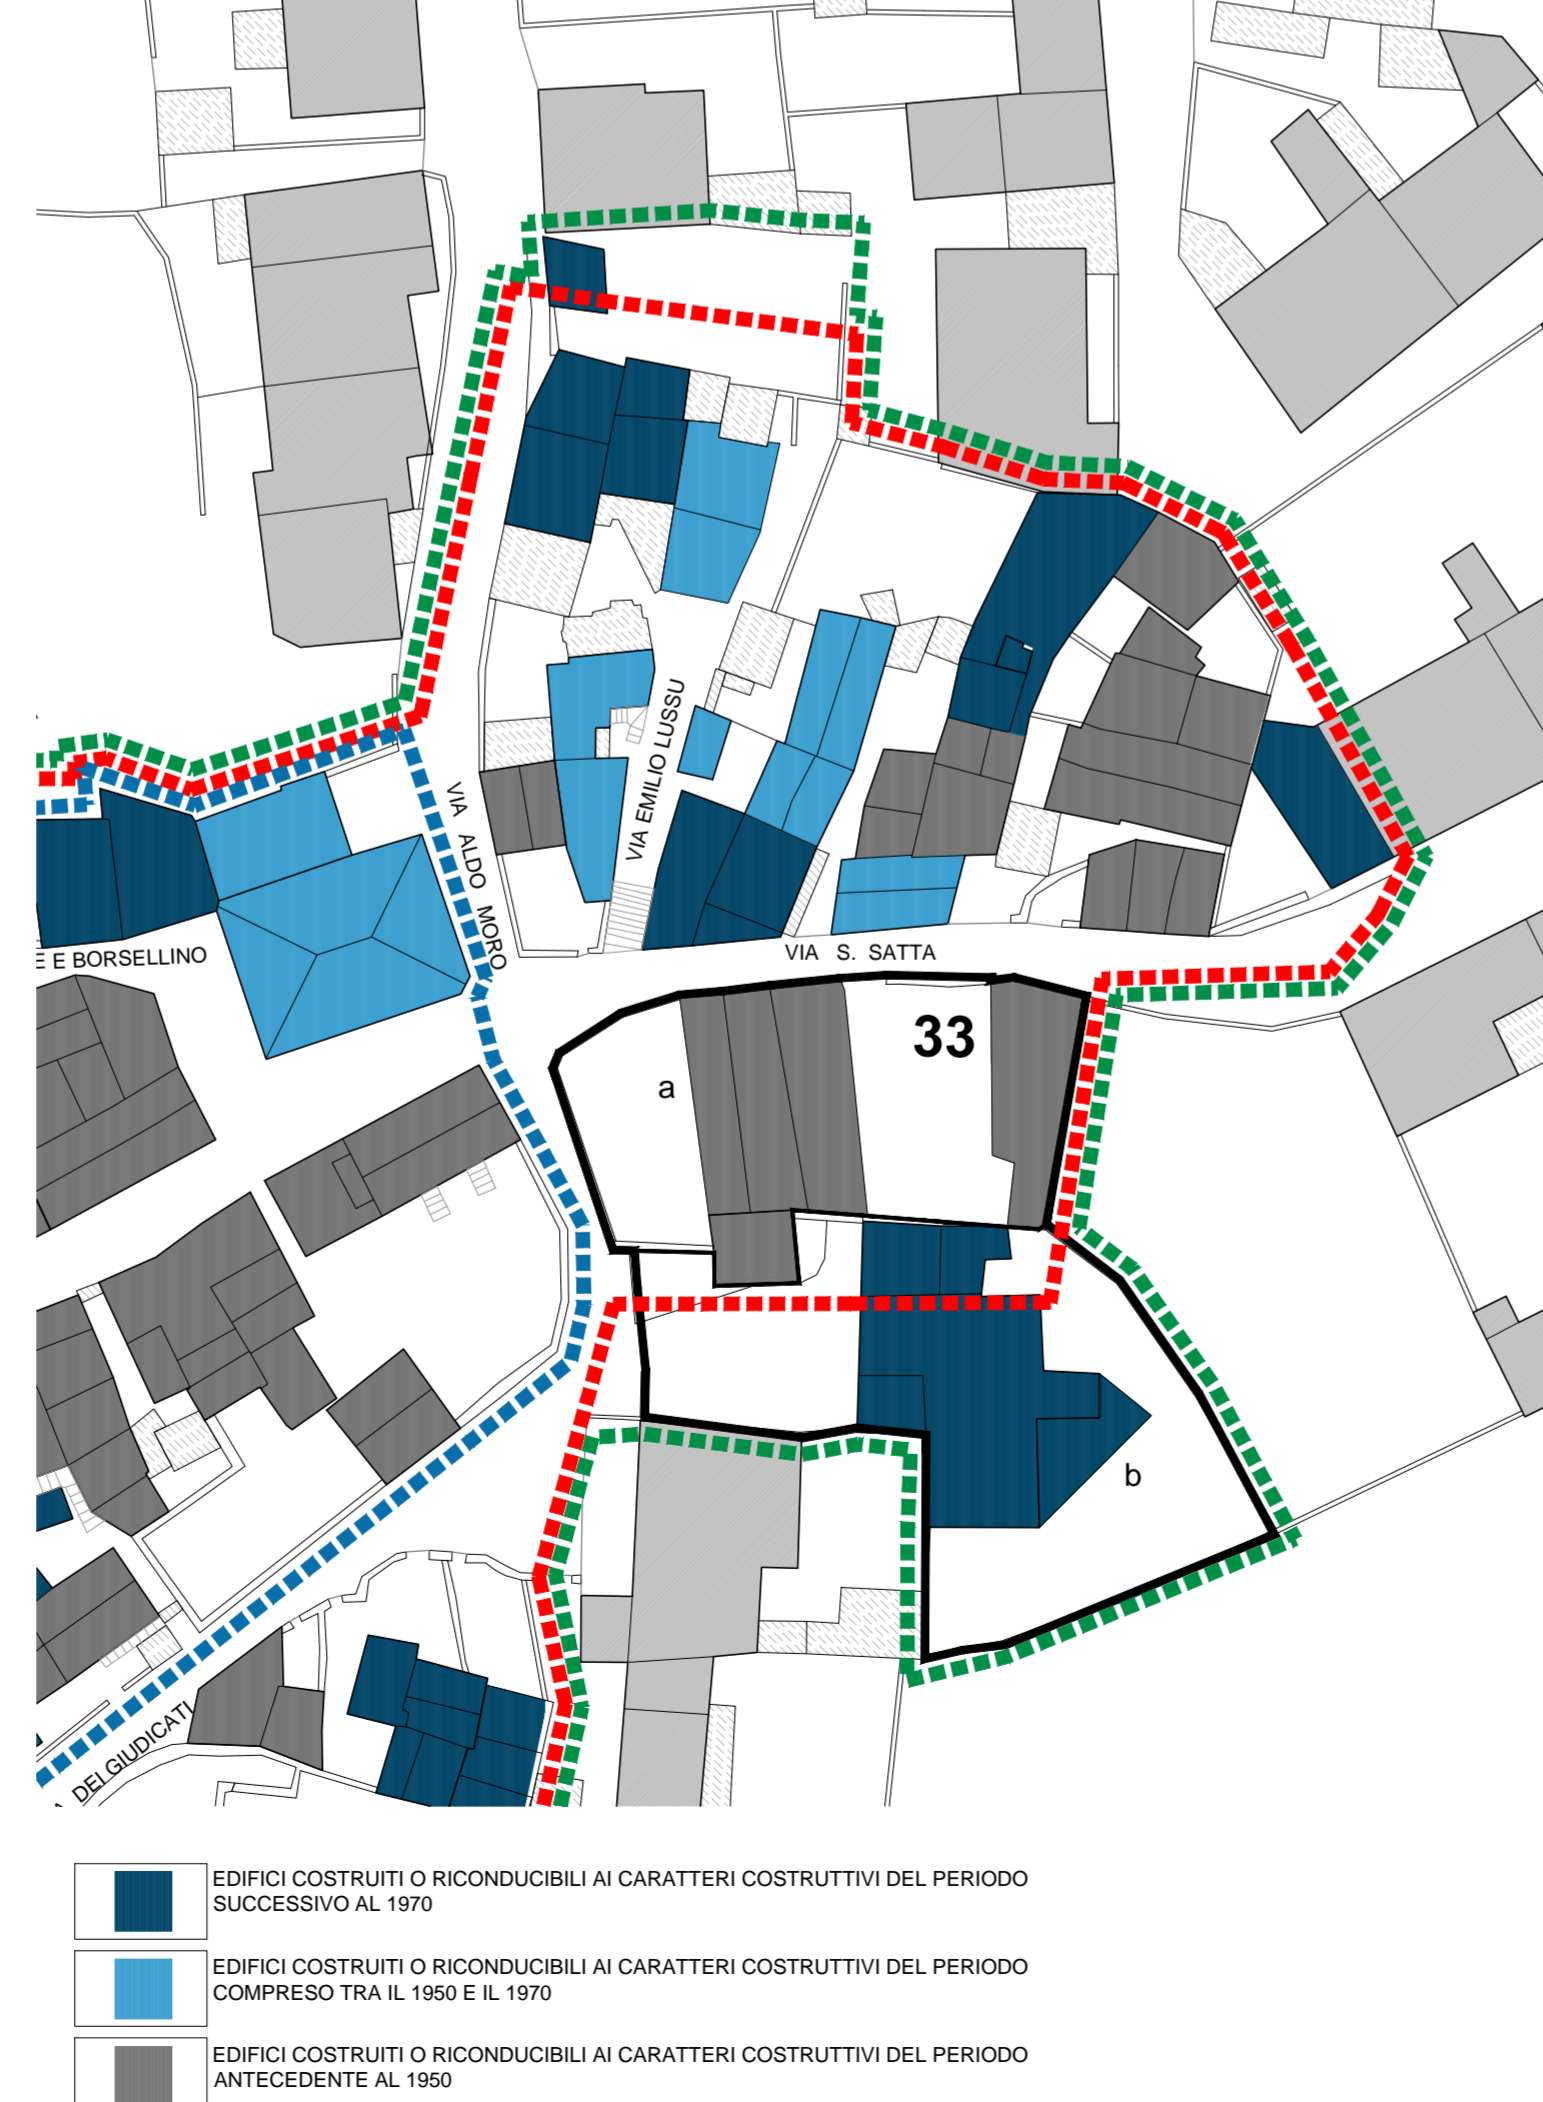 VIA ALDO MORO
VIA EMILIO LUSSU
E E BORSELLINO
VIA S. SATTA
33
a
b
DEI GIUDICATI
EDIFICI COSTRUITI O RICONDUCIBILI AI CARATTERI COSTRUTTIVI DEL PERIODO
SUCCESSIVO AL 1970
EDIFICI COSTRUITI O RICONDUCIBILI AI CARATTERI COSTRUTTIVI DEL PERIODO
COMPRESO TRA IL 1950 E IL 1970
EDIFICI COSTRUITI O RICONDUCIBILI AI CARATTERI COSTRUTTIVI DEL PERIODO
ANTECEDENTE AL 1950